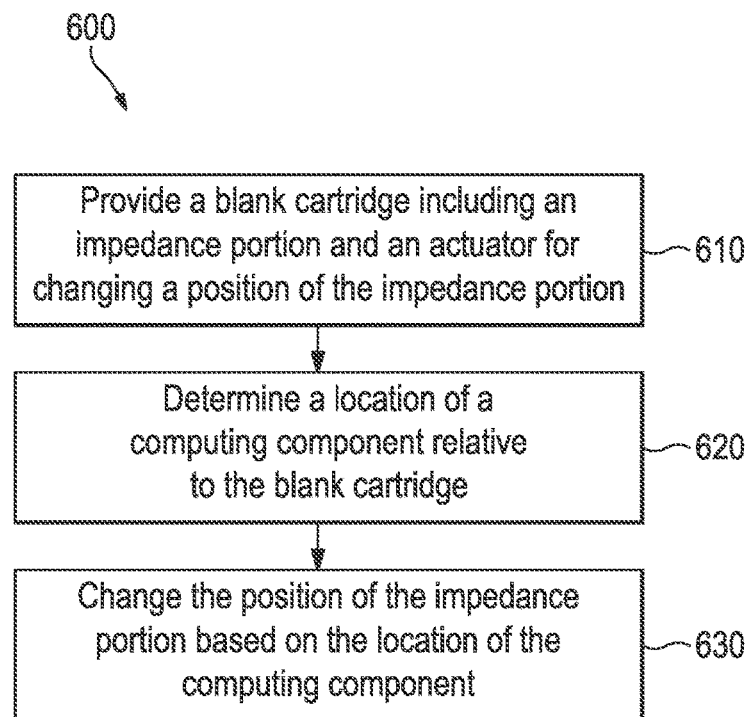 600
Provide a blank cartridge including an
impedance portion and an actuator for
changing a position of the impedance portion
610
Determine a location of a
computing component relative
to the blank cartridge
620
Change the position of the impedance
portion based on the location of the
computing component
630